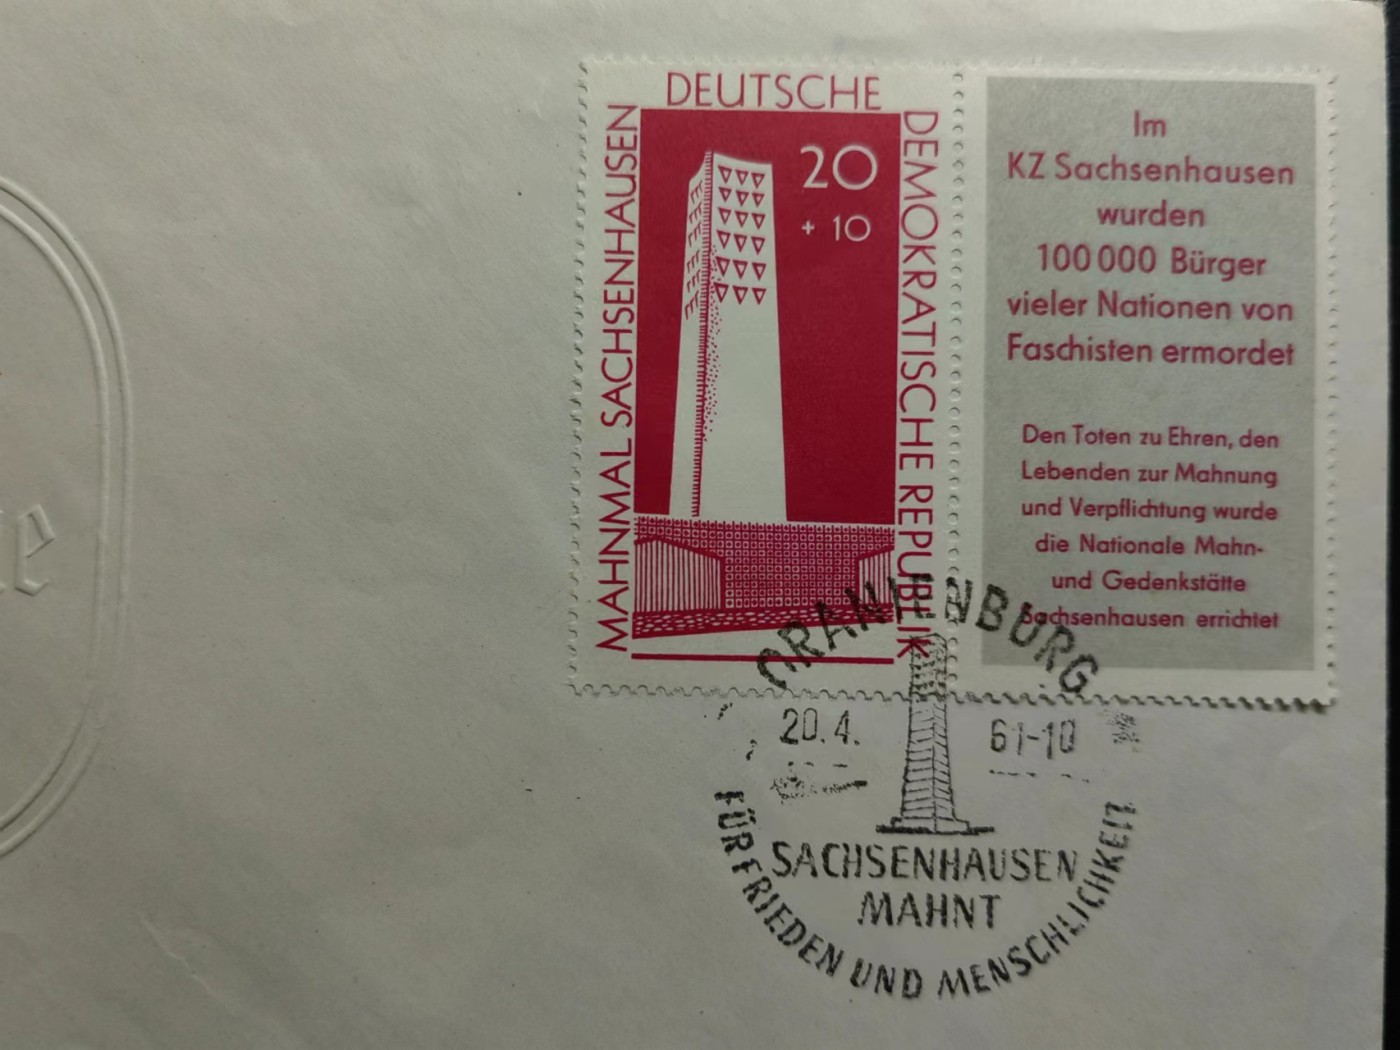 DEUTSCHE
DEMOKRATISCHE REPUBLIK
MAHNMAL SACHSENHAUSEN
20
+ 10
Im
KZ Sachsenhausen
wurden
100 000 Bürger
vieler Nationen von
Faschisten ermordet
Den Toten zu Ehren, den
Lebenden zur Mahnung
und Verpflichtung wurde
die Nationale Mahn-
und Gedenkstätte
Sachsenhausen errichtet
ORANIENBURG
20.4. 61-10
SACHSENHAUSEN
MAHNT
FÜR FRIEDEN UND MENSCHLICHKEIT